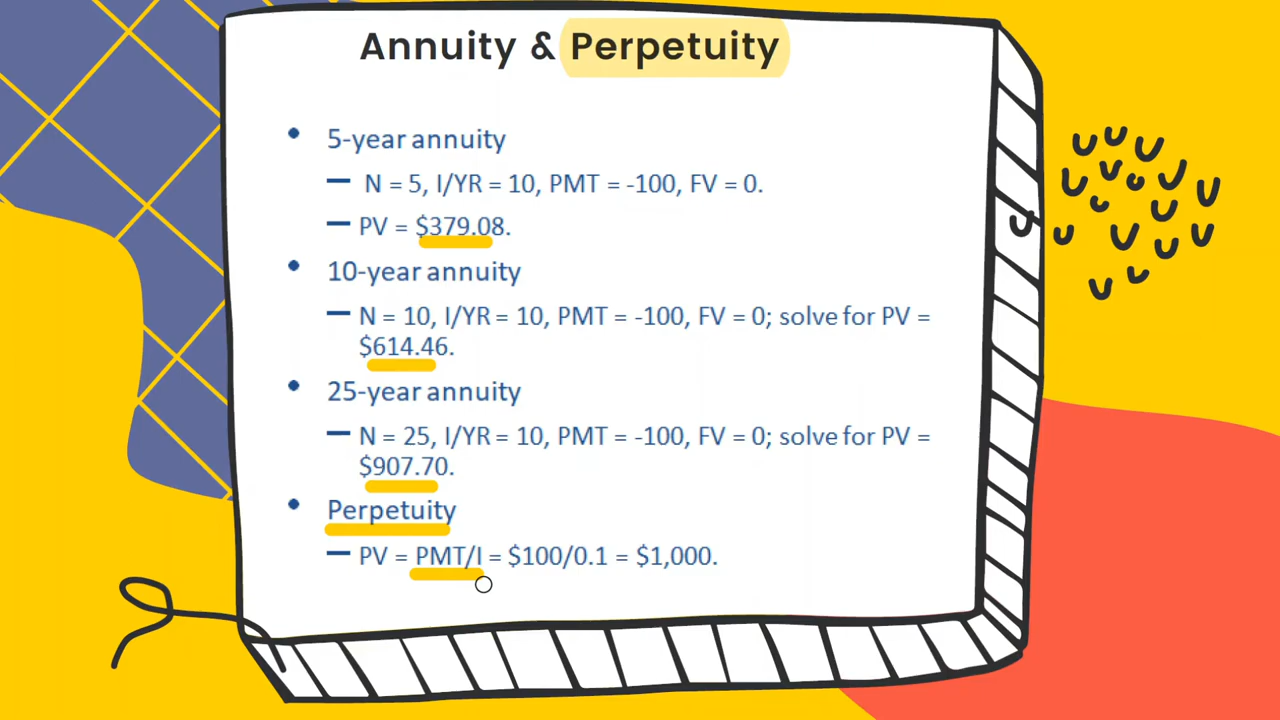 Annuity & Perpetuity
• 5-year annuity
– N = 5, I/YR = 10, PMT = -100, FV = 0.
– PV = $379.08.
• 10-year annuity
– N = 10, I/YR = 10, PMT = -100, FV = 0; solve for PV =
$614.46.
• 25-year annuity
– N = 25, I/YR = 10, PMT = -100, FV = 0; solve for PV =
$907.70.
• Perpetuity
– PV = PMT/I = $100/0.1 = $1,000.